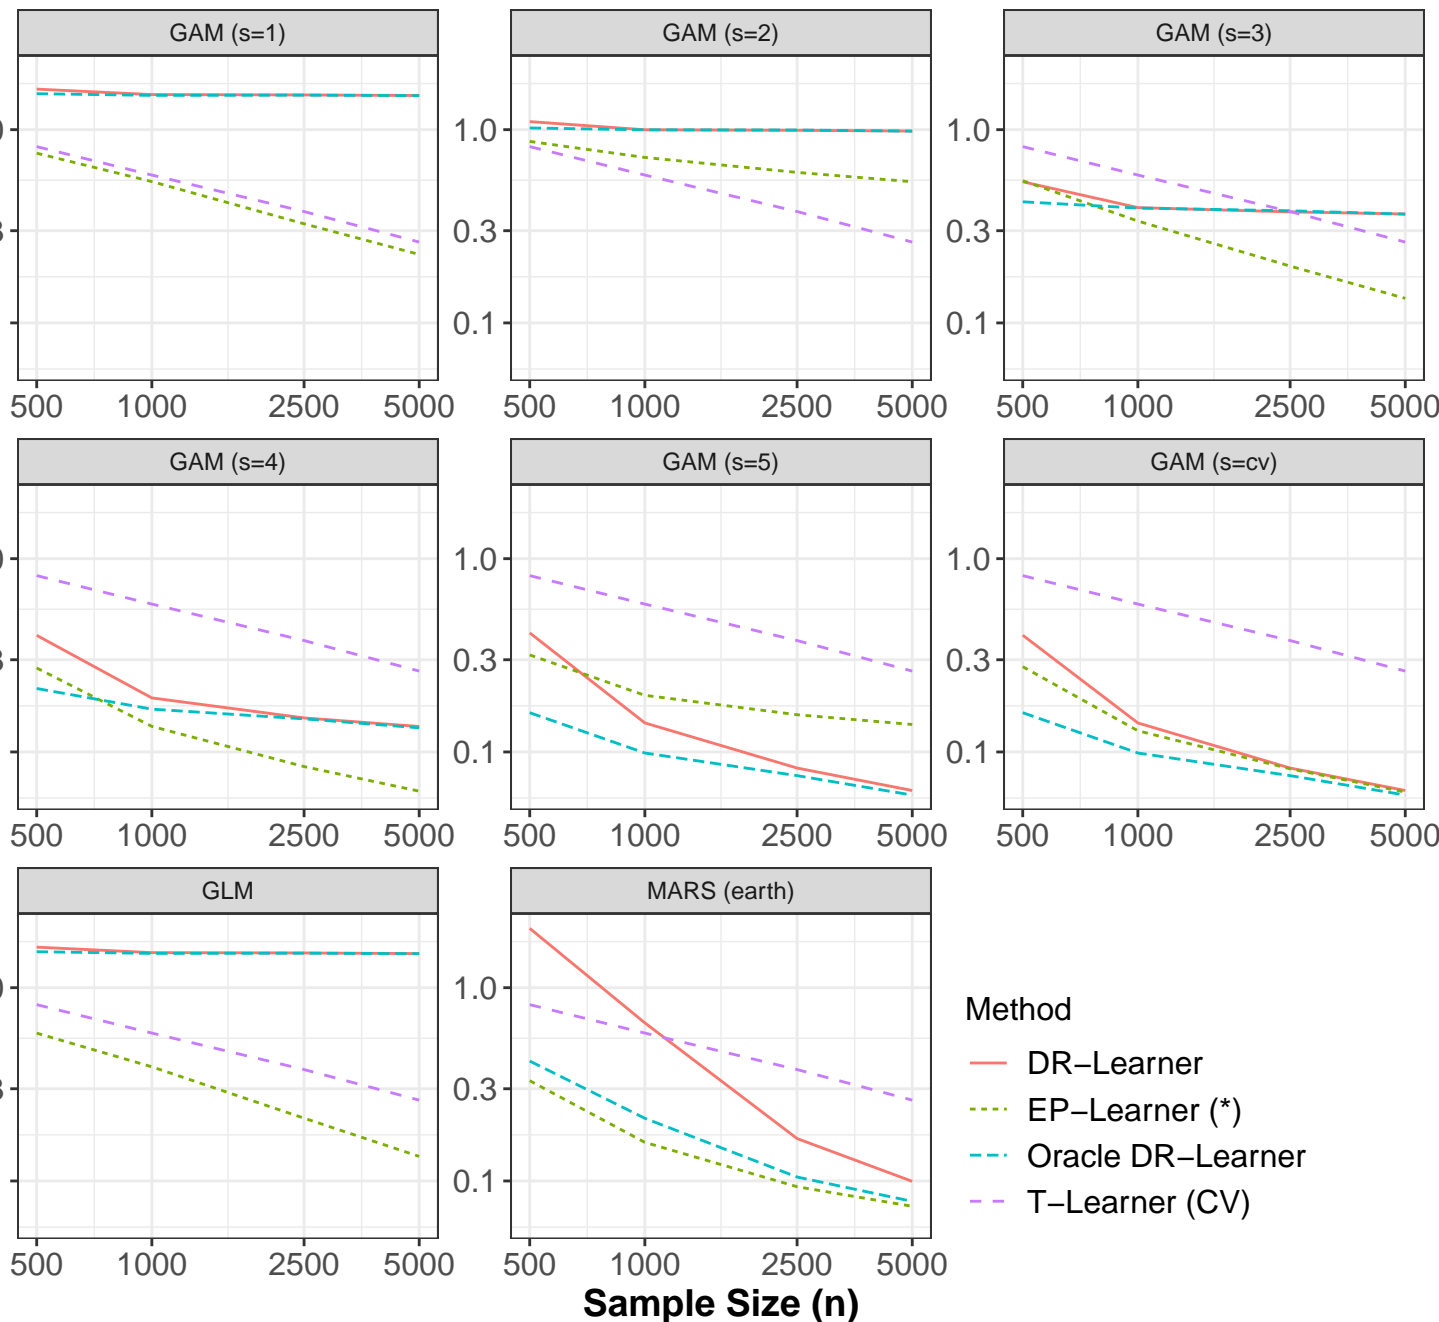 GAM (s=1)
GAM (s=2)
GAM (s=3)
1.0
0.3
0.1
1.0
0.3
0.1
500 1000 2500 5000
500 1000 2500 5000
500 1000 2500 5000
GAM (s=4)
GAM (s=5)
GAM (s=cv)
1.0
0.3
0.1
1.0
0.3
0.1
500 1000 2500 5000
500 1000 2500 5000
500 1000 2500 5000
GLM
MARS (earth)
1.0
0.3
0.1
500 1000 2500 5000
500 1000 2500 5000
Sample Size (n)
Method
DR−Learner
EP−Learner (*)
Oracle DR−Learner
T−Learner (CV)